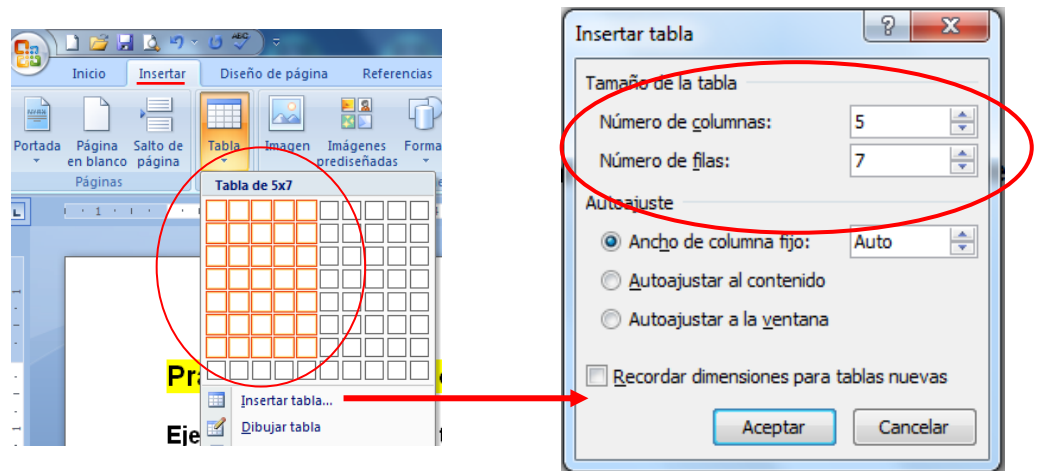 Inicio Insertar Diseño de página Referencias
Portada Página en blanco Salto de página Tabla Imagen Imágenes prediseñadas Forma
Páginas
Tabla de 5x7
1
Pr
Insertar tabla...
Eje
Dibujar tabla
Insertar tabla
Tamaño de la tabla
Número de columnas: 5
Número de filas: 7
Autoajuste
Ancho de columna fijo: Auto
Autoajustar al contenido
Autoajustar a la ventana
Recordar dimensiones para tablas nuevas
Aceptar Cancelar